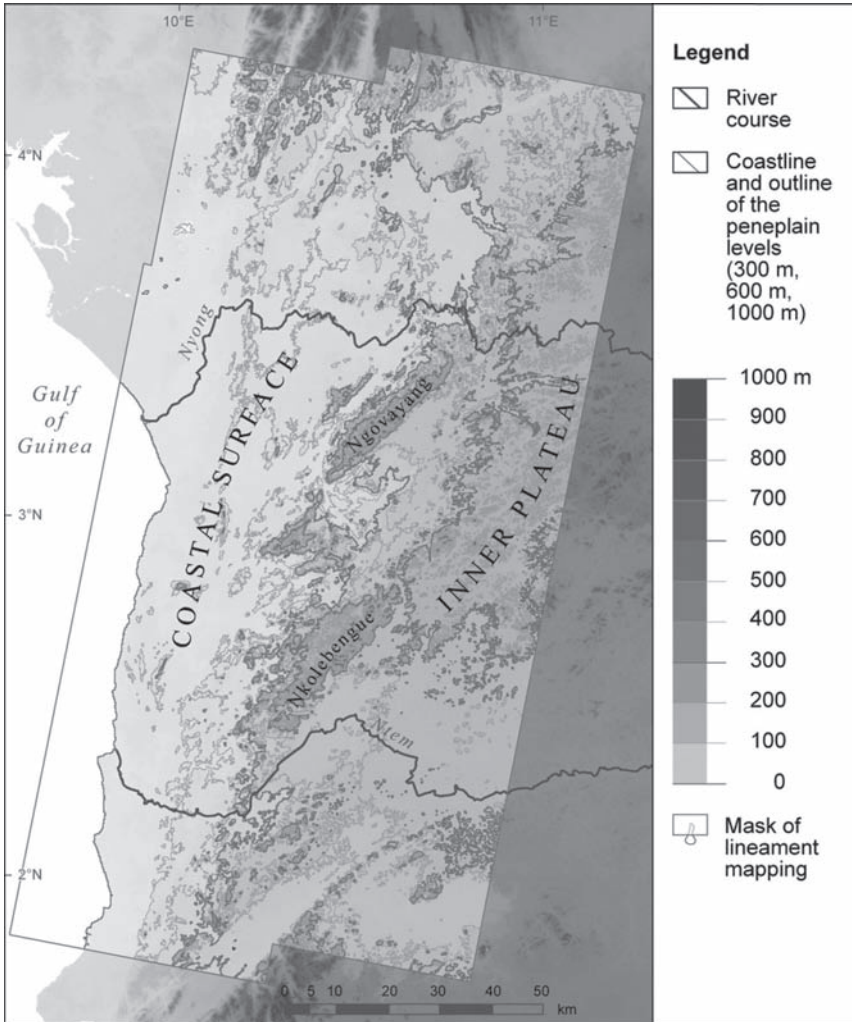 10°E
11°E
4°N
3°N
2°N
Nyong
Gulf
of
Guinea
COASTAL SURFACE
Ngovayang
INNER PLATEAU
Nkolebengue
Ntem
0 5 10 20 30 40 50
km
Legend
River
course
Coastline
and outline
of the
peneplain
levels
(300 m,
600 m,
1000 m)
1000 m
900
800
700
600
500
400
300
200
100
0
Mask of
lineament
mapping